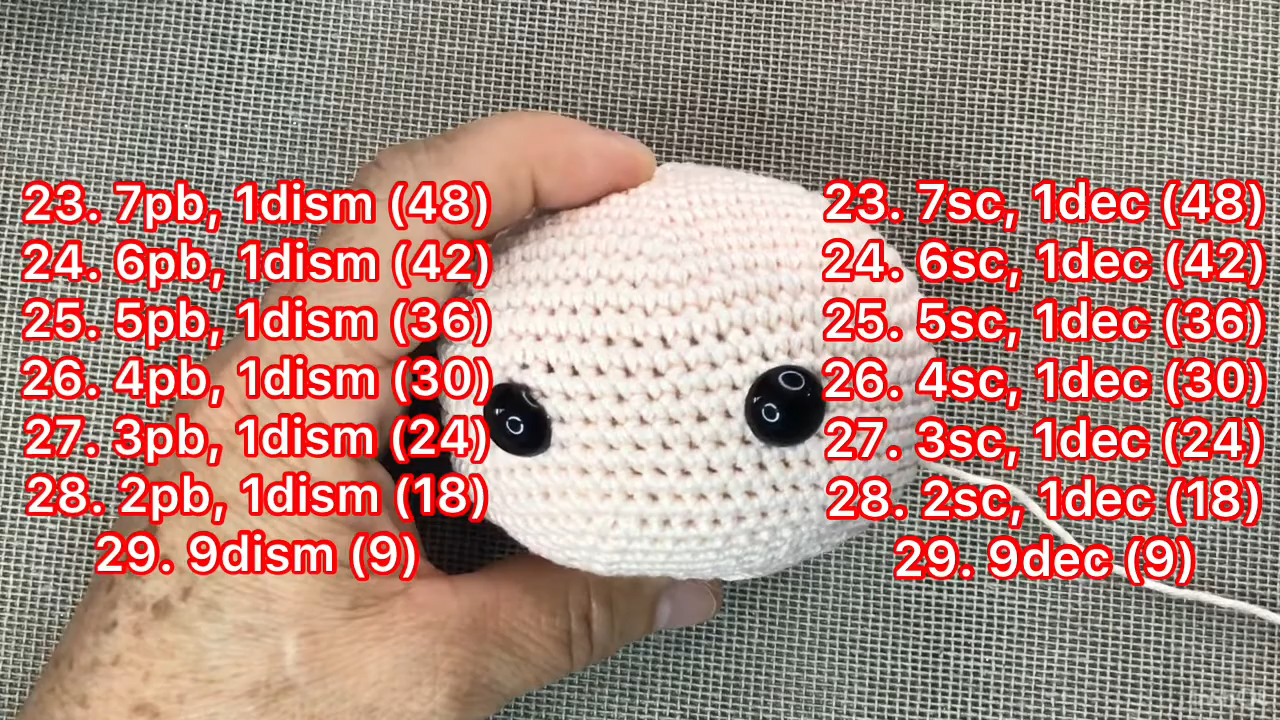 23. 7pb, 1dism (48)
24. 6pb, 1dism (42)
25. 5pb, 1dism (36)
26. 4pb, 1dism (30)
27. 3pb, 1dism (24)
28. 2pb, 1dism (18)
29. 9dism (9)
23. 7sc, 1dec (48)
24. 6sc, 1dec (42)
25. 5sc, 1dec (36)
26. 4sc, 1dec (30)
27. 3sc, 1dec (24)
28. 2sc, 1dec (18)
29. 9dec (9)